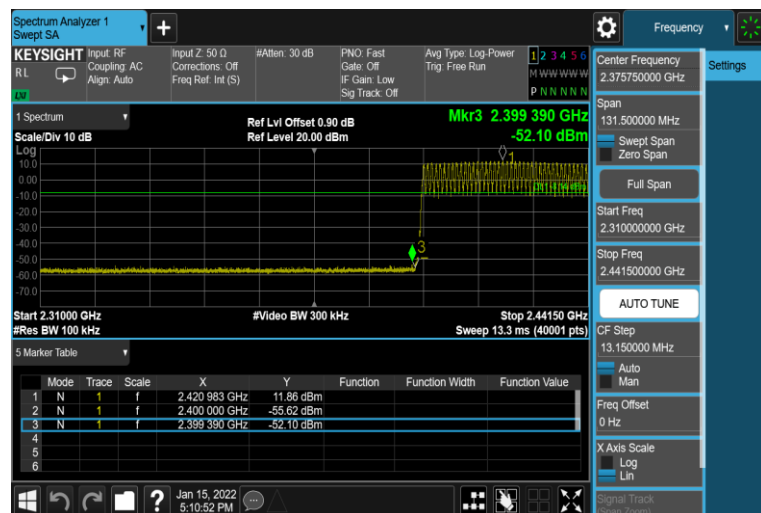 Spectrum Analyzer 1
Swept SA
Frequency
KEYSIGHT
RL
Input: RF
Coupling: AC
Align: Auto
Input Z: 50 Ω
Corrections: Off
Freq Ref: Int (S)
#Atten: 30 dB
PNO: Fast
Gate: Off
IF Gain: Low
Sig Track: Off
Avg Type: Log-Power
Trig: Free Run
1 2 3 4 5 6
M W W W W W
P N N N N N
LXI
1 Spectrum
Scale/Div 10 dB
Ref Lvl Offset 0.90 dB
Ref Level 20.00 dBm
Mkr3 2.399 390 GHz
-52.10 dBm
Log
10.0
0.00
-10.0
-20.0
-30.0
-40.0
-50.0
-60.0
-70.0
1
3
Start 2.31000 GHz
#Res BW 100 kHz
#Video BW 300 kHz
Stop 2.44150 GHz
Sweep 13.3 ms (40001 pts)
5 Marker Table
Mode Trace Scale X Y Function Function Width Function Value
1 N 1 f 2.420 983 GHz 11.86 dBm
2 N 1 f 2.400 000 GHz -55.62 dBm
3 N 1 f 2.399 390 GHz -52.10 dBm
4
5
6
Jan 15, 2022
5:10:52 PM
Center Frequency
2.375750000 GHz
Settings
Span
131.500000 MHz
Swept Span
Zero Span
Full Span
Start Freq
2.310000000 GHz
Stop Freq
2.441500000 GHz
AUTO TUNE
CF Step
13.150000 MHz
Auto
Man
Freq Offset
0 Hz
X Axis Scale
Log
Lin
Signal Track
(Span Zoom)